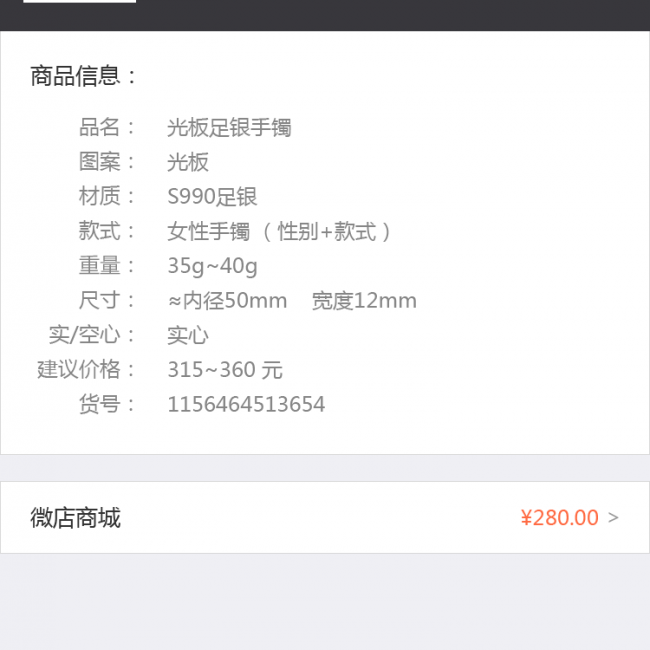 商品信息：
品名： 光板足银手镯
图案： 光板
材质： S990足银
款式： 女性手镯（性别+款式）
重量： 35g~40g
尺寸： ≈内径50mm 宽度12mm
实/空心： 实心
建议价格： 315~360 元
货号： 1156464513654
微店商城 ¥280.00 >